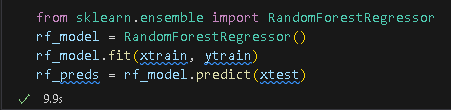 from sklearn.ensemble import RandomForestRegressor
rf_model = RandomForestRegressor()
rf_model.fit(xtrain, ytrain)
rf_preds = rf_model.predict(xtest)
✓ 9.9s